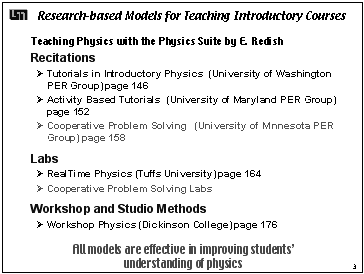 Research-based Models for Teaching Introductory Courses
Teaching Physics with the Physics Suite by E. Redish
Recitations
➢ Tutorials in Introductory Physics (University of Washington
PER Group)page 146
➢ Activity Based Tutorials (University of Maryland PER Group)
page 152
➢ Cooperative Problem Solving (University of Mnnesota PER
Group)page 158
Labs
➢ RealTime Physics (Tuffs University)page 164
➢ Cooperative Problem Solving Labs
Workshop and Studio Methods
➢ Workshop Physics (Dickinson College)page 176
All models are effective in improving students'
understanding of physics
3